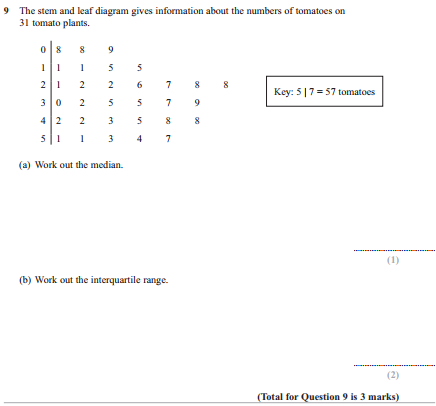 9 The stem and leaf diagram gives information about the numbers of tomatoes on
31 tomato plants.
0 | 8 8 9
1 | 1 1 5 5
2 | 1 2 2 6 7 8 8
3 | 0 2 5 5 7 9
4 | 2 2 3 5 8 8
5 | 1 1 3 4 7
Key: 5 | 7 = 57 tomatoes
(a) Work out the median.
(1)
(b) Work out the interquartile range.
(2)
(Total for Question 9 is 3 marks)